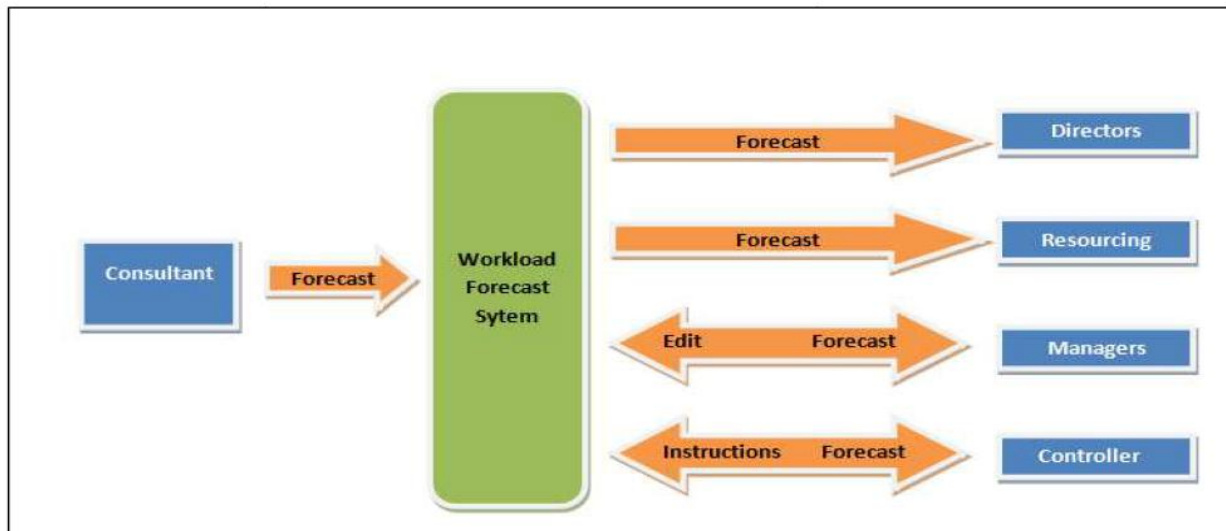 Consultant
Forecast
Workload
Forecast
Sytem
Forecast
Directors
Forecast
Resourcing
Edit Forecast
Managers
Instructions Forecast
Controller